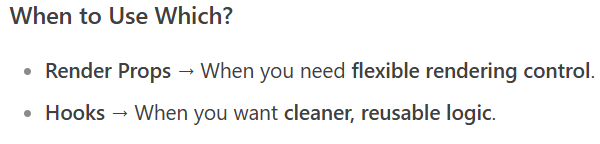 When to Use Which?
• Render Props → When you need flexible rendering control.
• Hooks → When you want cleaner, reusable logic.